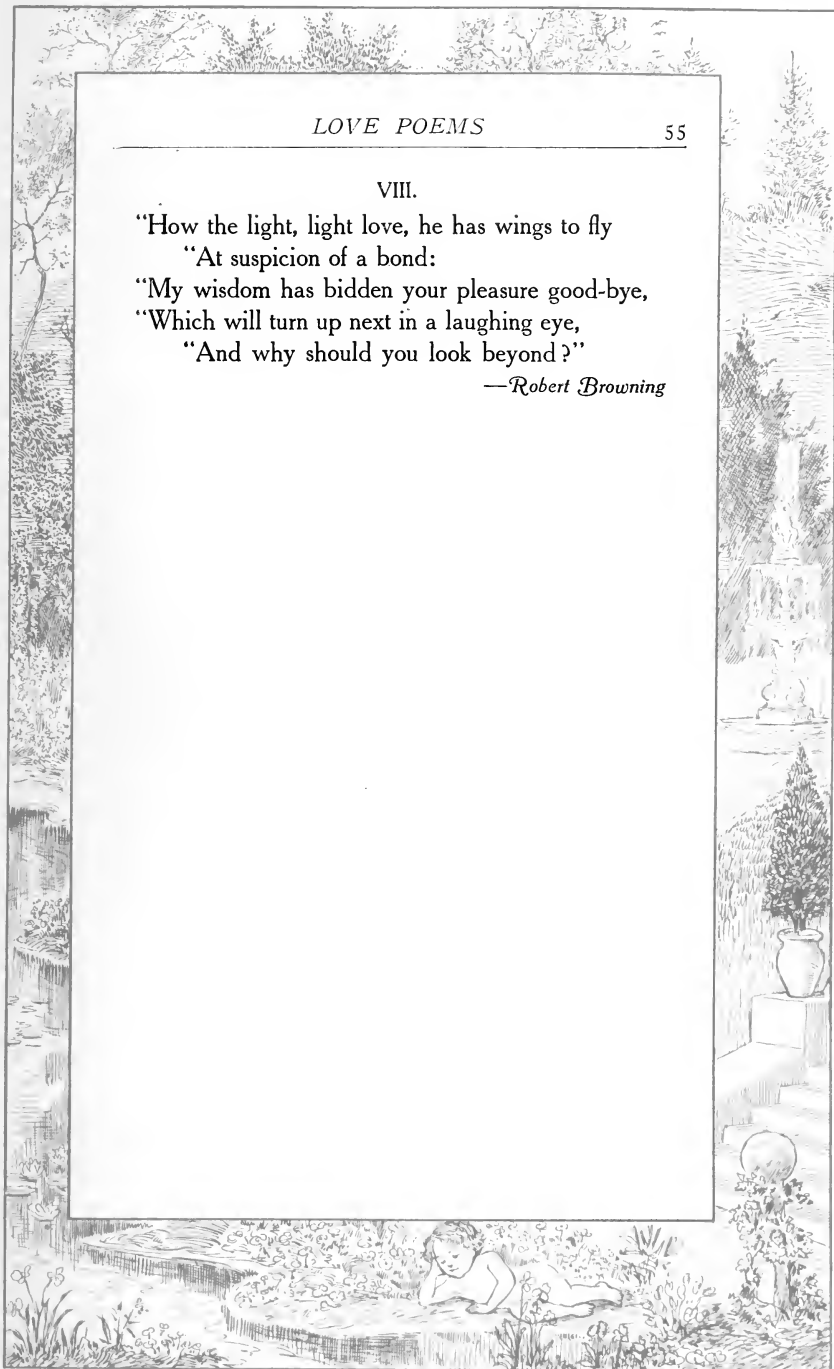 LOVE POEMS 55
VIII.
“How the light, light love, he has wings to fly
“At suspicion of a bond:
“My wisdom has bidden your pleasure good-bye,
“Which will turn up next in a laughing eye,
“And why should you look beyond?”
—Robert Browning